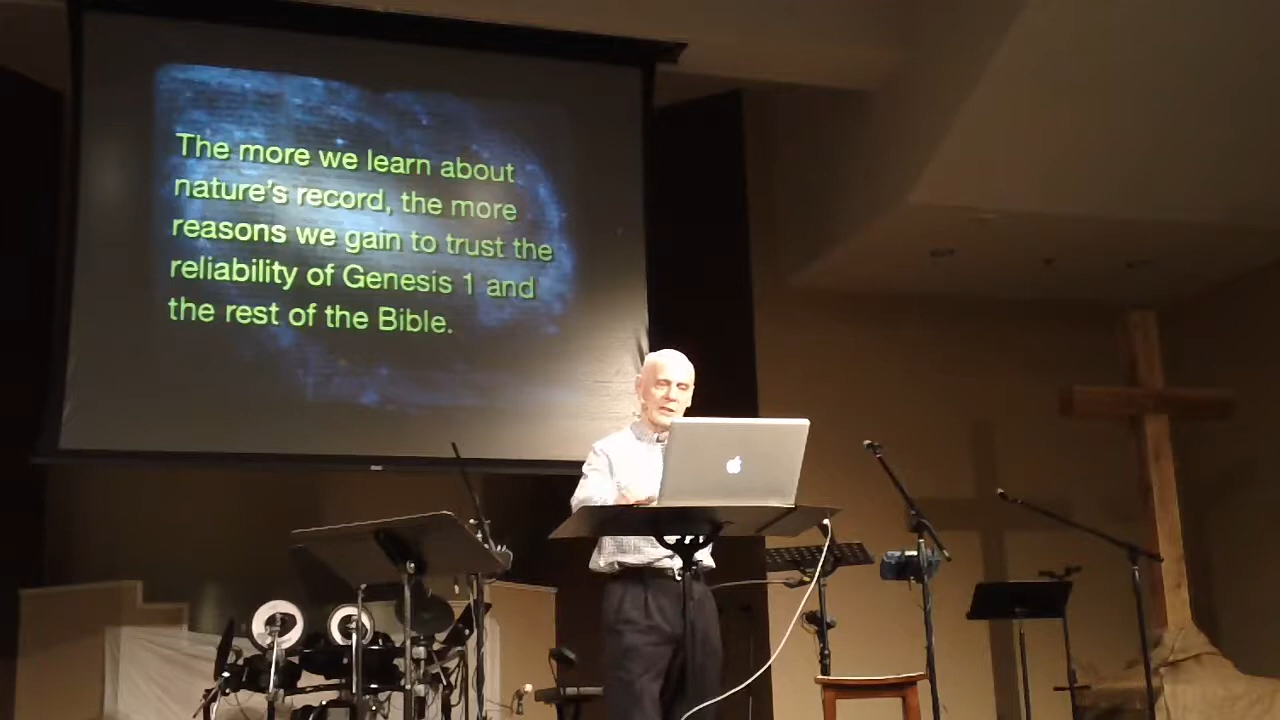 The more we learn about
nature's record, the more
reasons we gain to trust the
reliability of Genesis 1 and
the rest of the Bible.